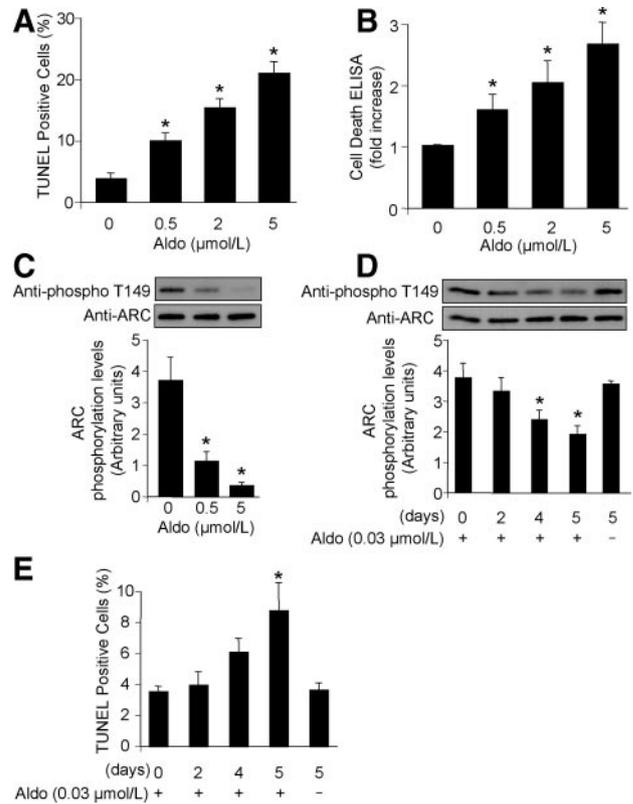 A
TUNEL Positive Cells (%)
30
20
10
0
*
*
*
0 0.5 2 5
Aldo (μmol/L)
B
Cell Death ELISA
(fold increase)
3
2
1
0
*
*
*
0 0.5 2 5
Aldo (μmol/L)
C
Anti-phospho T149
Anti-ARC
ARC
phosphorylation levels
(Arbitrary units)
5
4
3
2
1
0
*
*
0 0.5 5
Aldo (μmol/L)
D
Anti-phospho T149
Anti-ARC
ARC
phosphorylation levels
(Arbitrary units)
5
4
3
2
1
0
*
*
(days) 0 2 4 5 5
Aldo (0.03 μmol/L) + + + + −
E
TUNEL Positive Cells (%)
10
8
6
4
2
0
*
(days) 0 2 4 5 5
Aldo (0.03 μmol/L) + + + + −